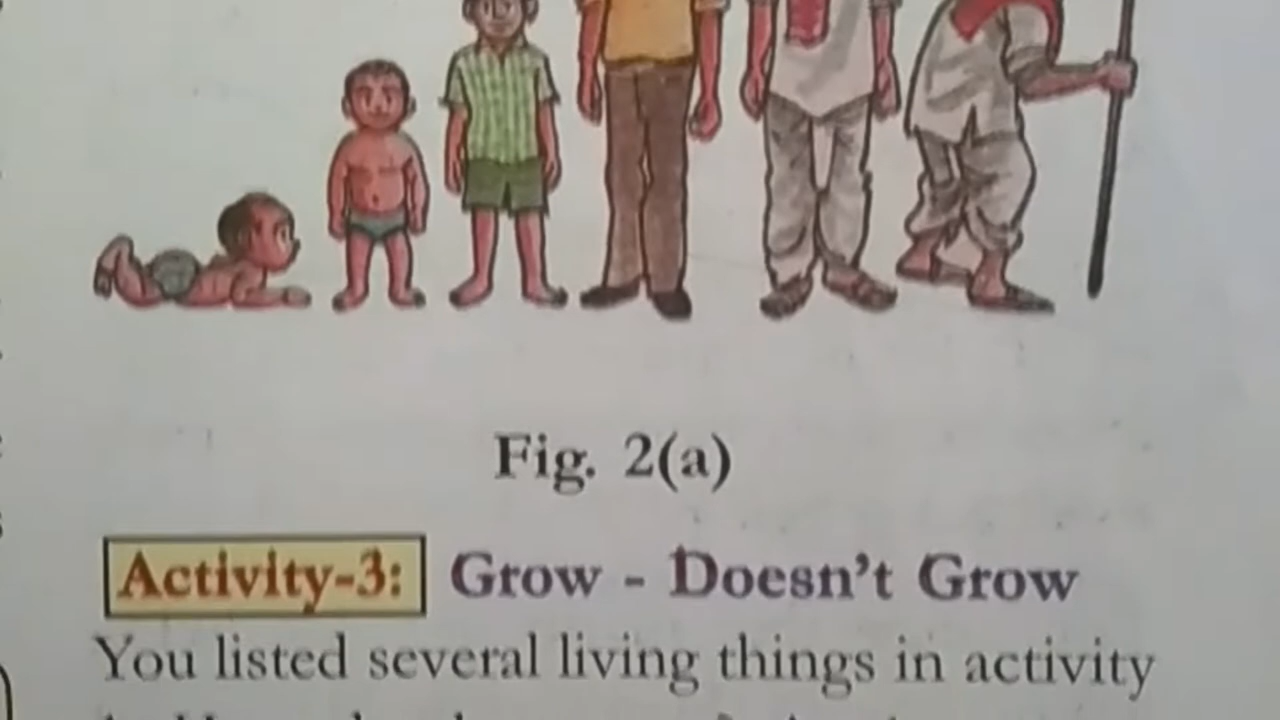 Fig. 2(a)
Activity-3: Grow - Doesn't Grow
You listed several living things in activity